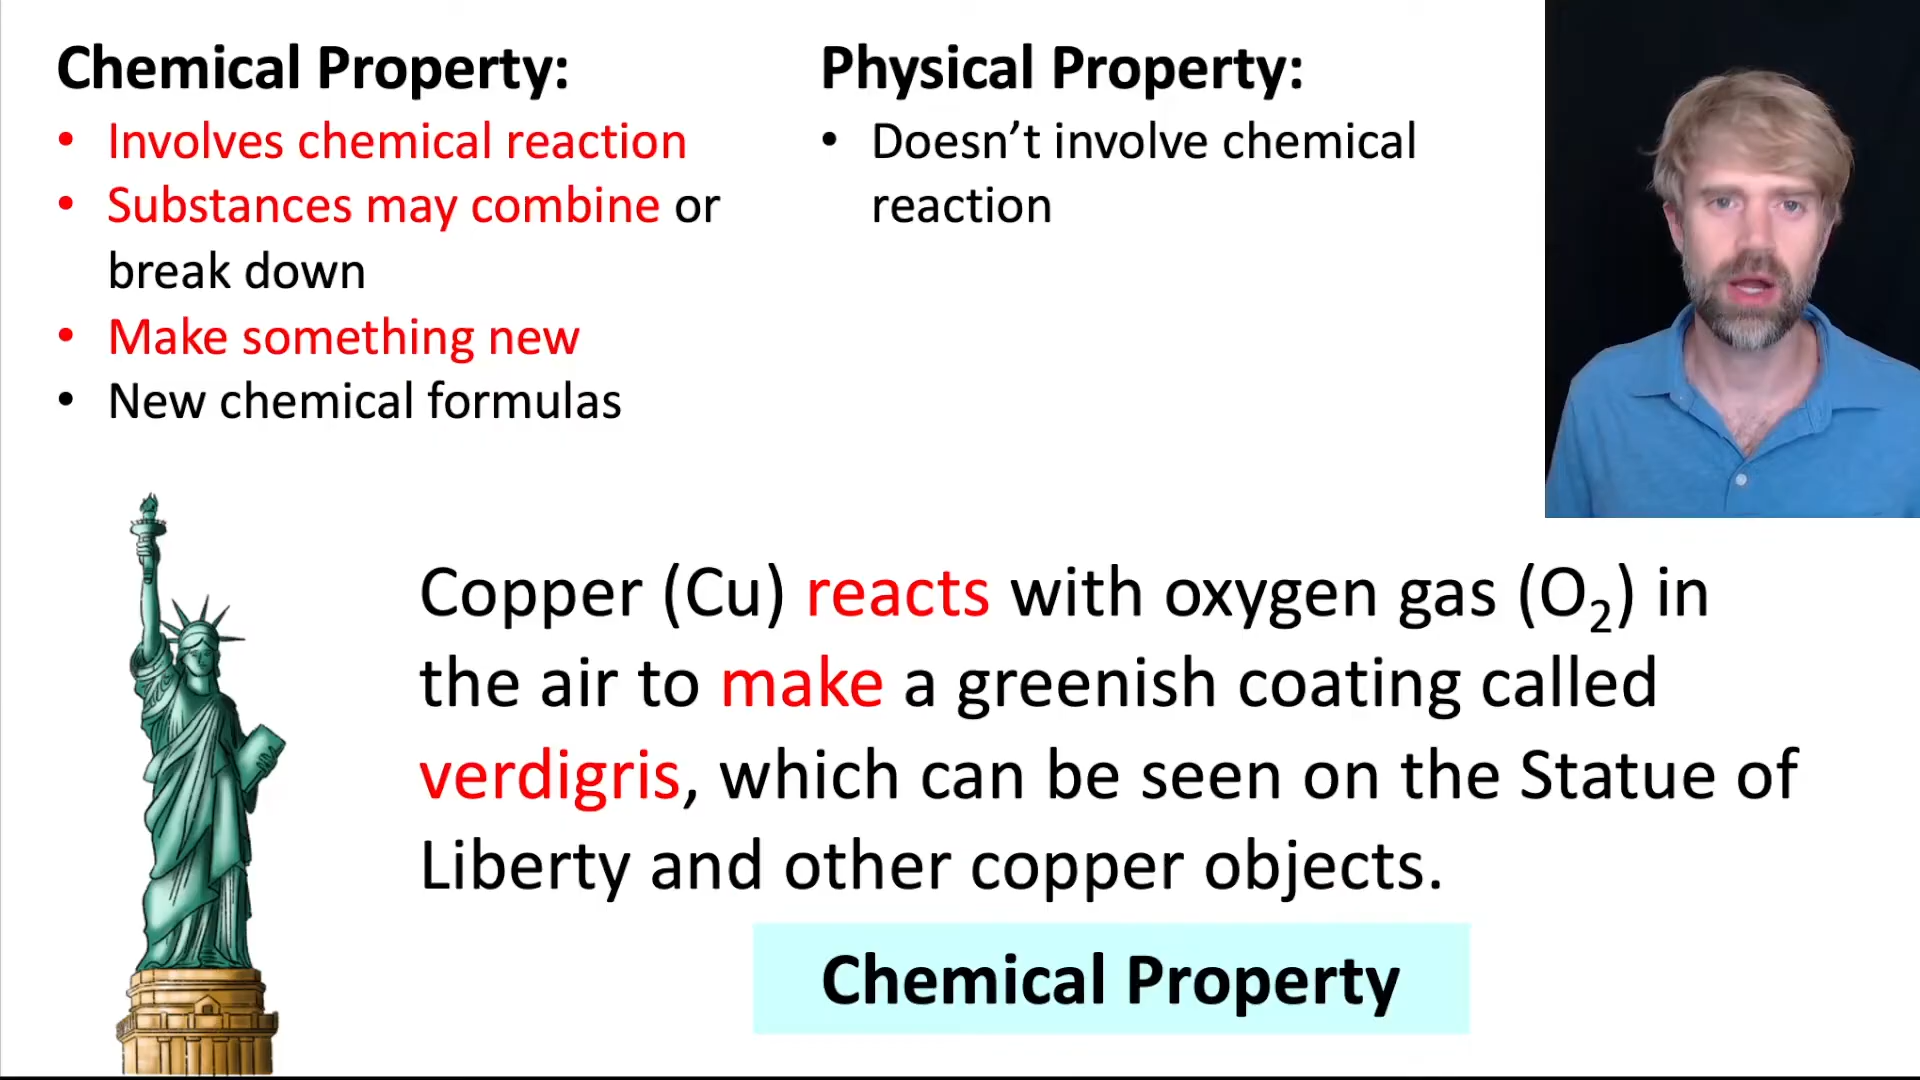 Chemical Property:
• Involves chemical reaction
• Substances may combine or
break down
• Make something new
• New chemical formulas
Physical Property:
• Doesn’t involve chemical
reaction
Copper (Cu) reacts with oxygen gas (O₂) in
the air to make a greenish coating called
verdigris, which can be seen on the Statue of
Liberty and other copper objects.
Chemical Property